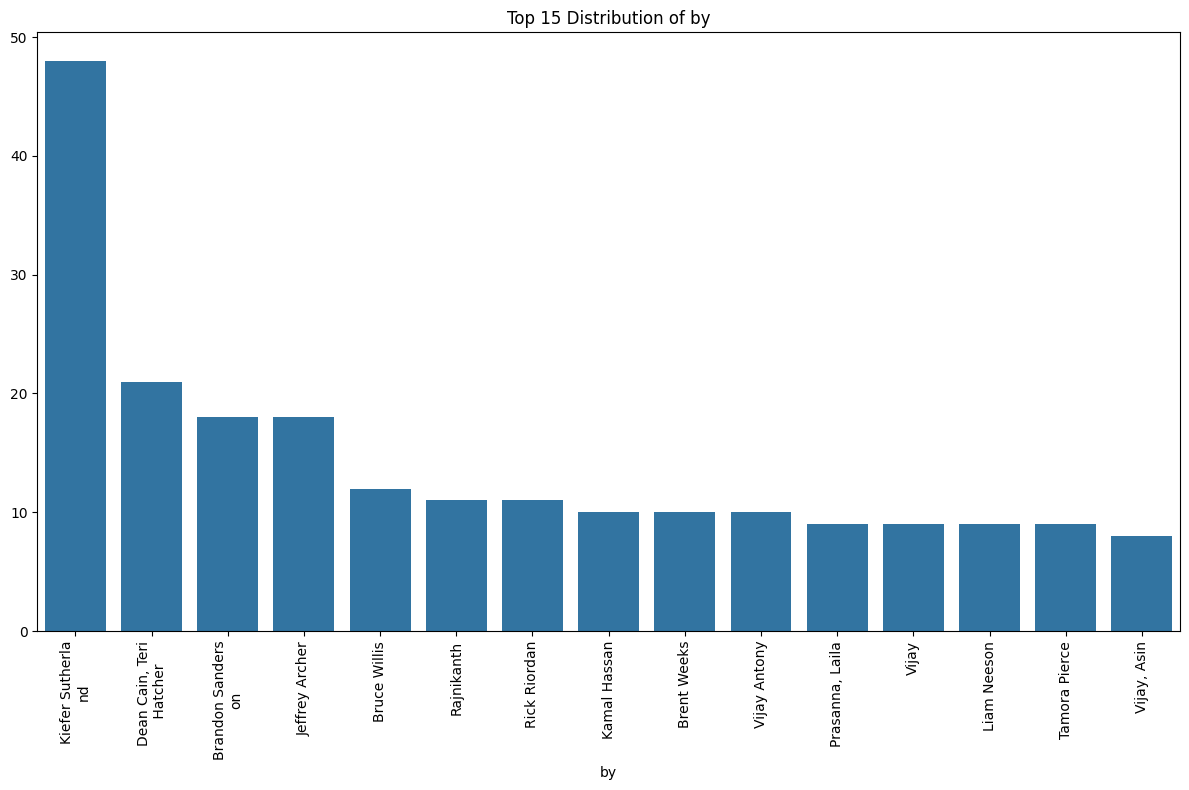 Top 15 Distribution of by
50
40
30
20
10
0
Kiefer Sutherla
nd
Dean Cain, Teri
Hatcher
Brandon Sanders
on
Jeffrey Archer
Bruce Willis
Rajnikanth
Rick Riordan
Kamal Hassan
Brent Weeks
Vijay Antony
Prasanna, Laila
Vijay
Liam Neeson
Tamora Pierce
Vijay, Asin
by